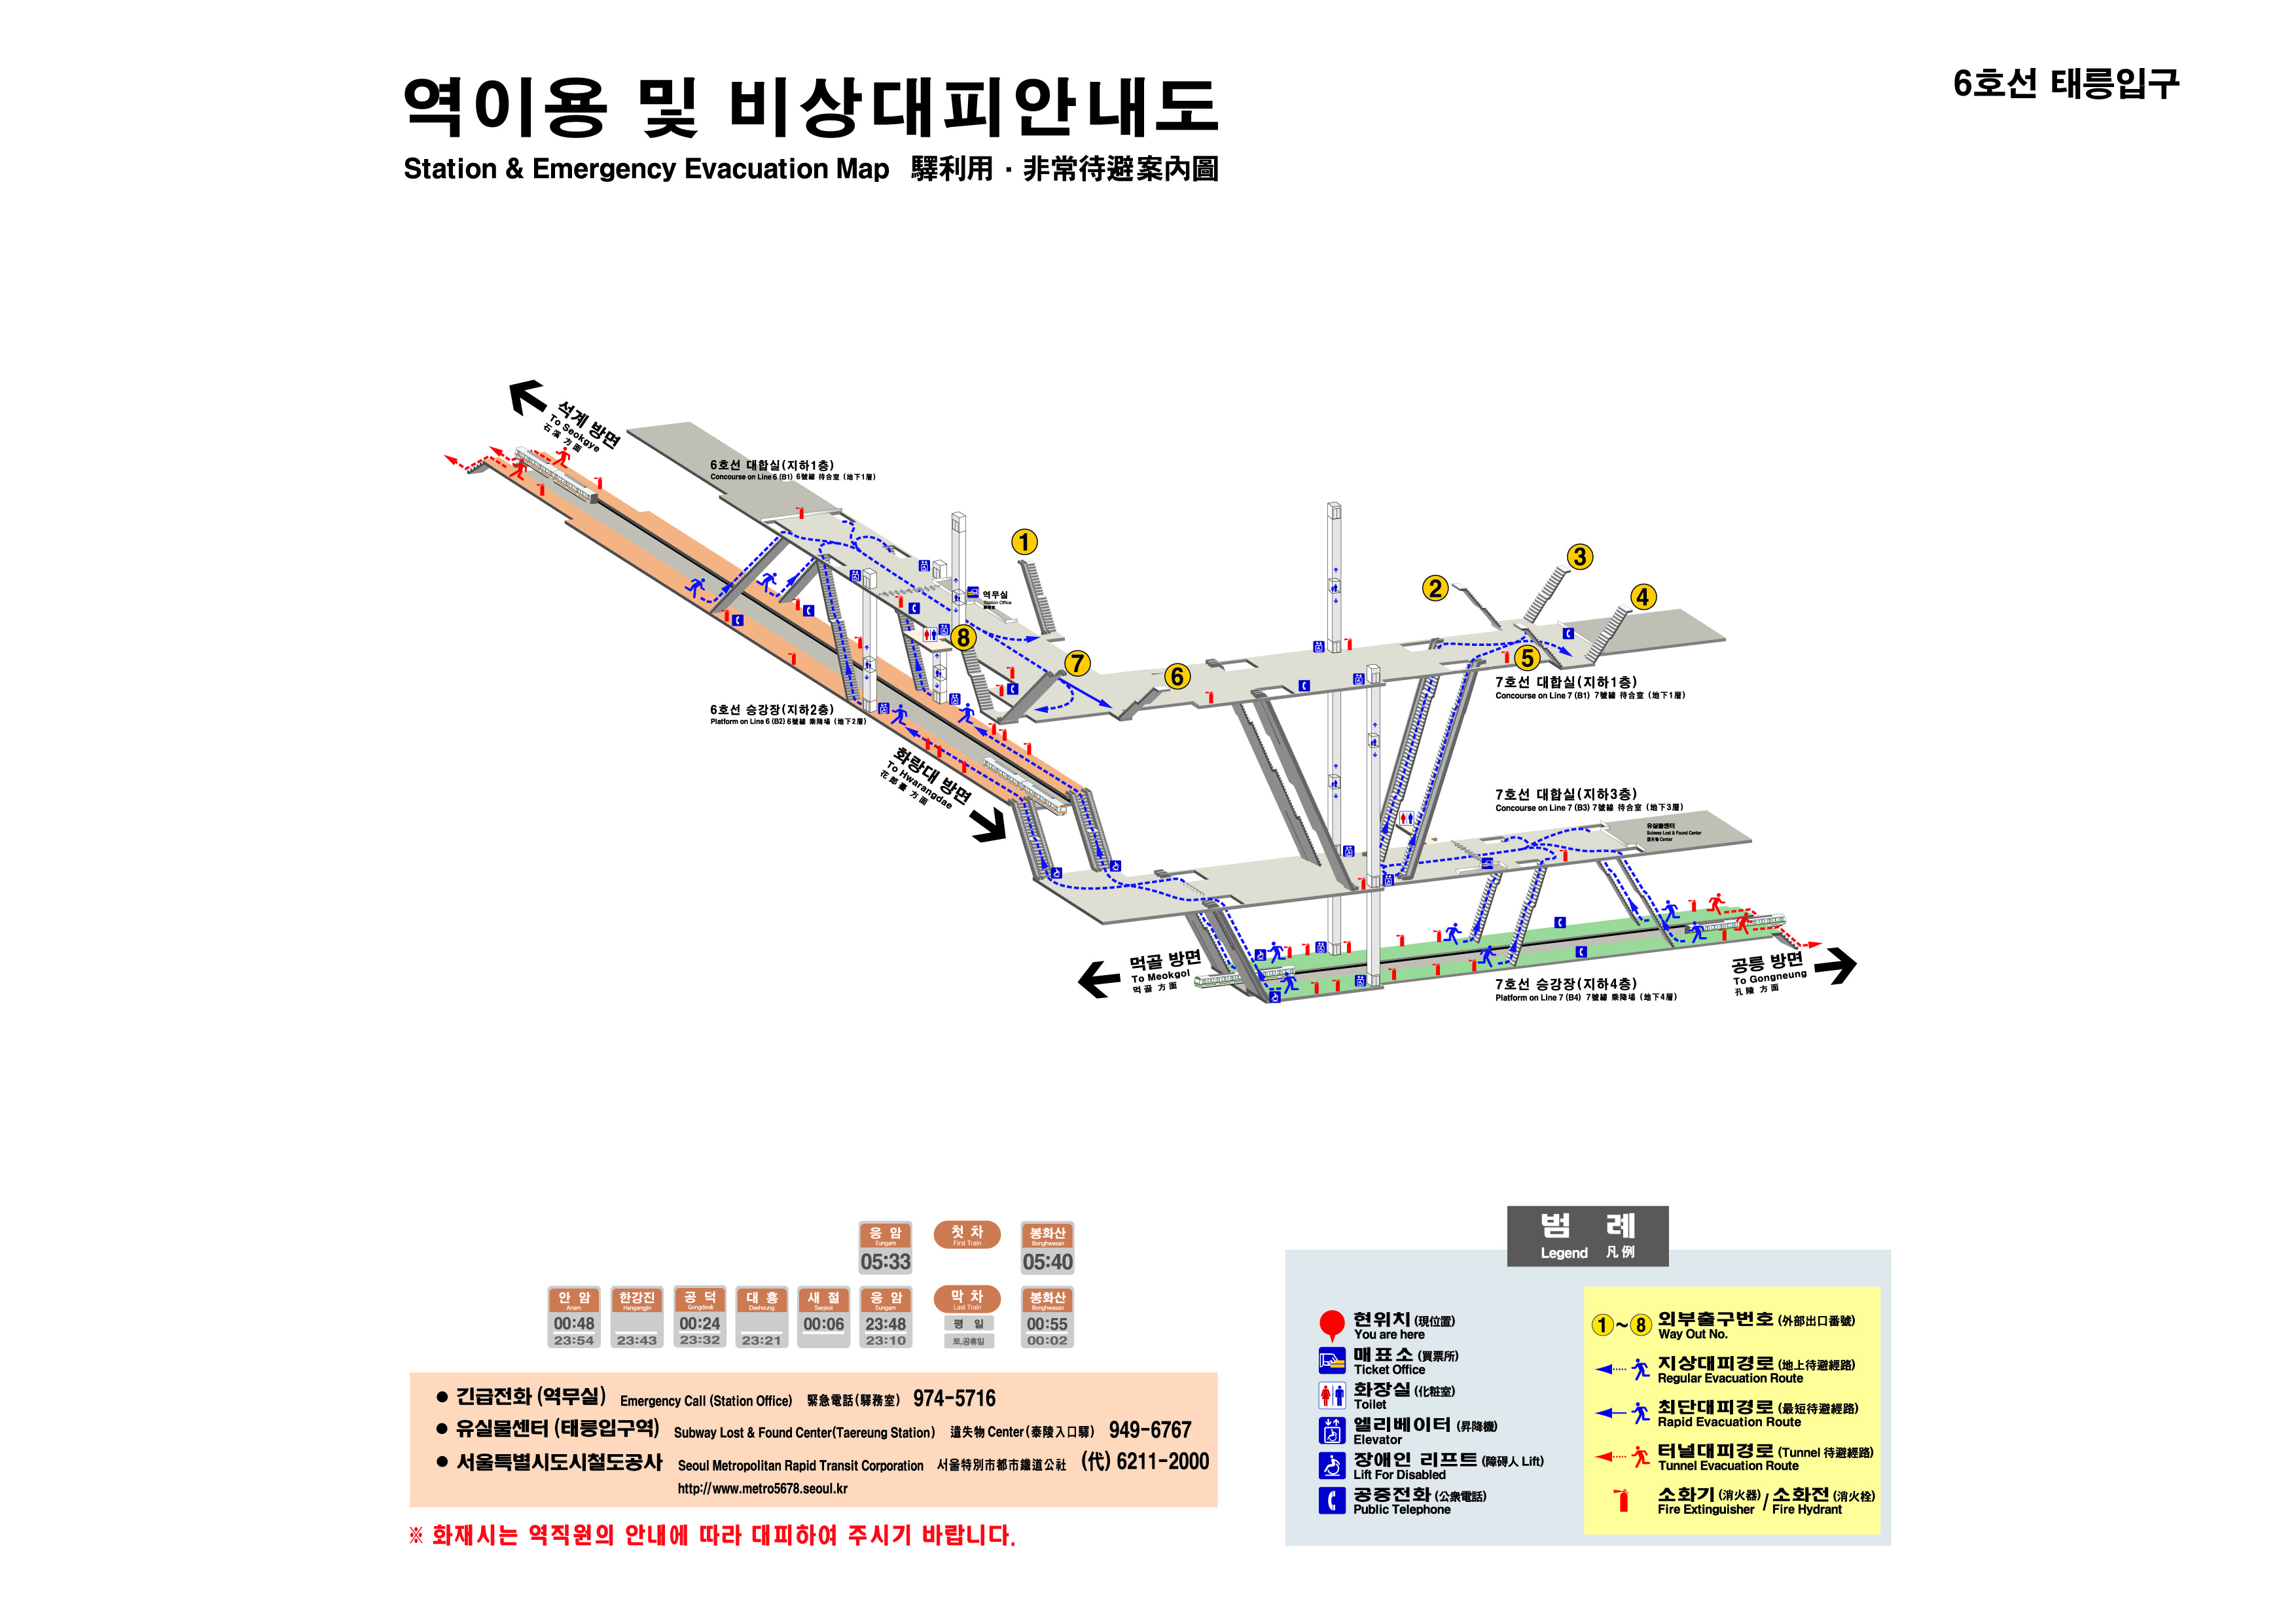 역이용 및 비상대피안내도
Station & Emergency Evacuation Map 驛利用 · 非常待避案內圖
6호선 태릉입구
석계 방면
To Seokgye
石溪 方面
6호선 대합실(지하1층)
Concourse on Line 6 (B1) 6號線 待合室 (地下1層)
1
2
3
4
역무실
Station Office
8
7
6
5
7호선 대합실(지하1층)
Concourse on Line 7 (B1) 7號線 待合室 (地下1層)
6호선 승강장(지하2층)
Platform on Line 6 (B2) 6號線 乘降場 (地下2層)
화랑대 방면
To Hwarangdae
花郎臺 方面
7호선 대합실(지하3층)
Concourse on Line 7 (B3) 7號線 待合室 (地下3層)
유실물센터
Subway Lost & Found Center
遺失物 Center
먹골 방면
To Meokgol
먹골 方面
7호선 승강장(지하4층)
Platform on Line 7 (B4) 7號線 乘降場 (地下4層)
공릉 방면
To Gongneung
孔陵 方面
응 암
Eungam
05:33
첫 차
First Train
봉화산
Bonghwasan
05:40
안 암
Anam
00:48
23:54
한강진
Hangangjin
23:43
공 덕
Gongdeok
00:24
23:32
대 흥
Daeheung
23:21
새 절
Saejeol
00:06
응 암
Eungam
23:48
23:10
막 차
Last Train
평 일
토,공휴일
봉화산
Bonghwasan
00:55
00:02
● 긴급전화 (역무실) Emergency Call (Station Office) 緊急電話(驛務室) 974-5716
● 유실물센터 (태릉입구역) Subway Lost & Found Center(Taereung Station) 遺失物 Center(泰陵入口驛) 949-6767
● 서울특별시도시철도공사 Seoul Metropolitan Rapid Transit Corporation 서울特別市都市鐵道公社 (代) 6211-2000
http://www.metro5678.seoul.kr
※ 화재시는 역직원의 안내에 따라 대피하여 주시기 바랍니다.
범 례
Legend 凡例
현위치 (現位置)
You are here
매표소 (買票所)
Ticket Office
화장실 (化粧室)
Toilet
엘리베이터 (昇降機)
Elevator
장애인 리프트 (障碍人 Lift)
Lift For Disabled
공중전화 (公衆電話)
Public Telephone
1 ~ 8 외부출구번호 (外部出口番號)
Way Out No.
지상대피경로 (地上待避經路)
Regular Evacuation Route
최단대피경로 (最短待避經路)
Rapid Evacuation Route
터널대피경로 (Tunnel 待避經路)
Tunnel Evacuation Route
소화기 (消火器) / 소화전 (消火栓)
Fire Extinguisher / Fire Hydrant